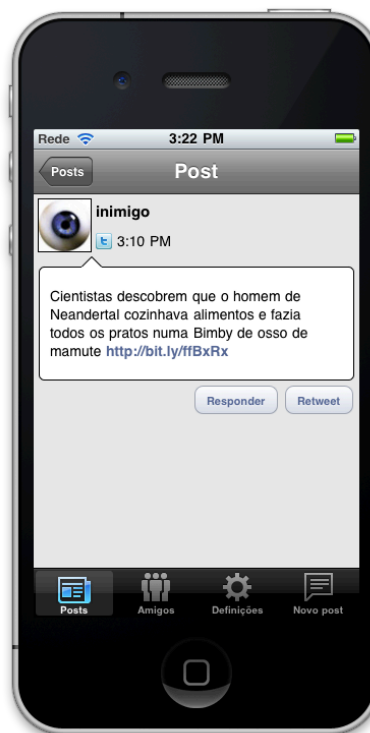 Rede 3:22 PM
Posts Post
inimigo
t 3:10 PM
Cientistas descobrem que o homem de
Neandertal cozinhava alimentos e fazia
todos os pratos numa Bimby de osso de
mamute http://bit.ly/ffBxRx
Responder Retweet
Posts Amigos Definições Novo post